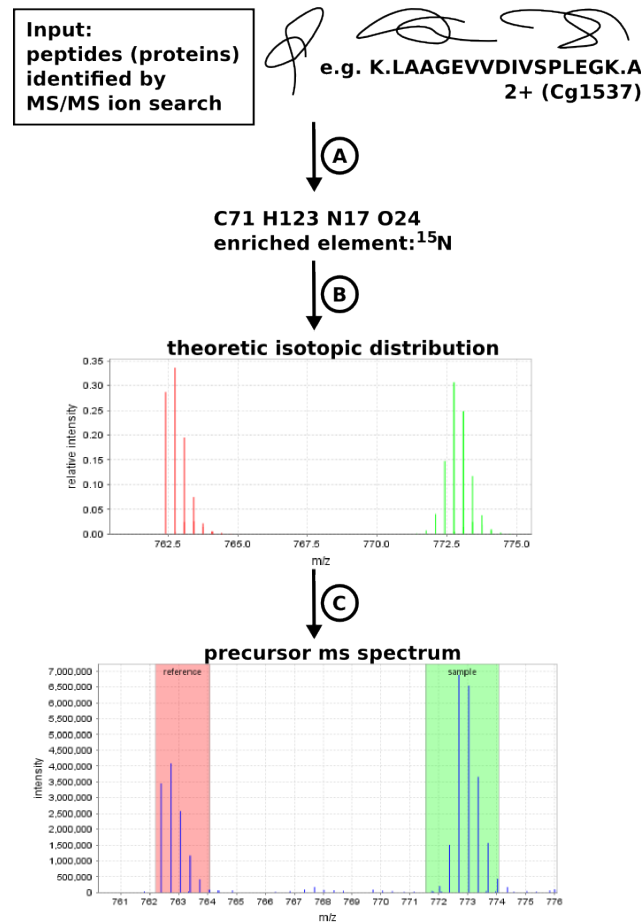 Input:
peptides (proteins)
identified by
MS/MS ion search
e.g. K.LAAGEVVDIVSPLEGK.A
2+ (Cg1537)
A
C71 H123 N17 O24
enriched element:¹⁵N
B
theoretic isotopic distribution
relative intensity
0.35
0.30
0.25
0.20
0.15
0.10
0.05
0.00
762.5 765.0 767.5 770.0 772.5 775.0
m/z
C
precursor ms spectrum
intensity
reference sample
7,000,000
6,500,000
6,000,000
5,500,000
5,000,000
4,500,000
4,000,000
3,500,000
3,000,000
2,500,000
2,000,000
1,500,000
1,000,000
500,000
0
761 762 763 764 765 766 767 768 769 770 771 772 773 774 775 776
m/z